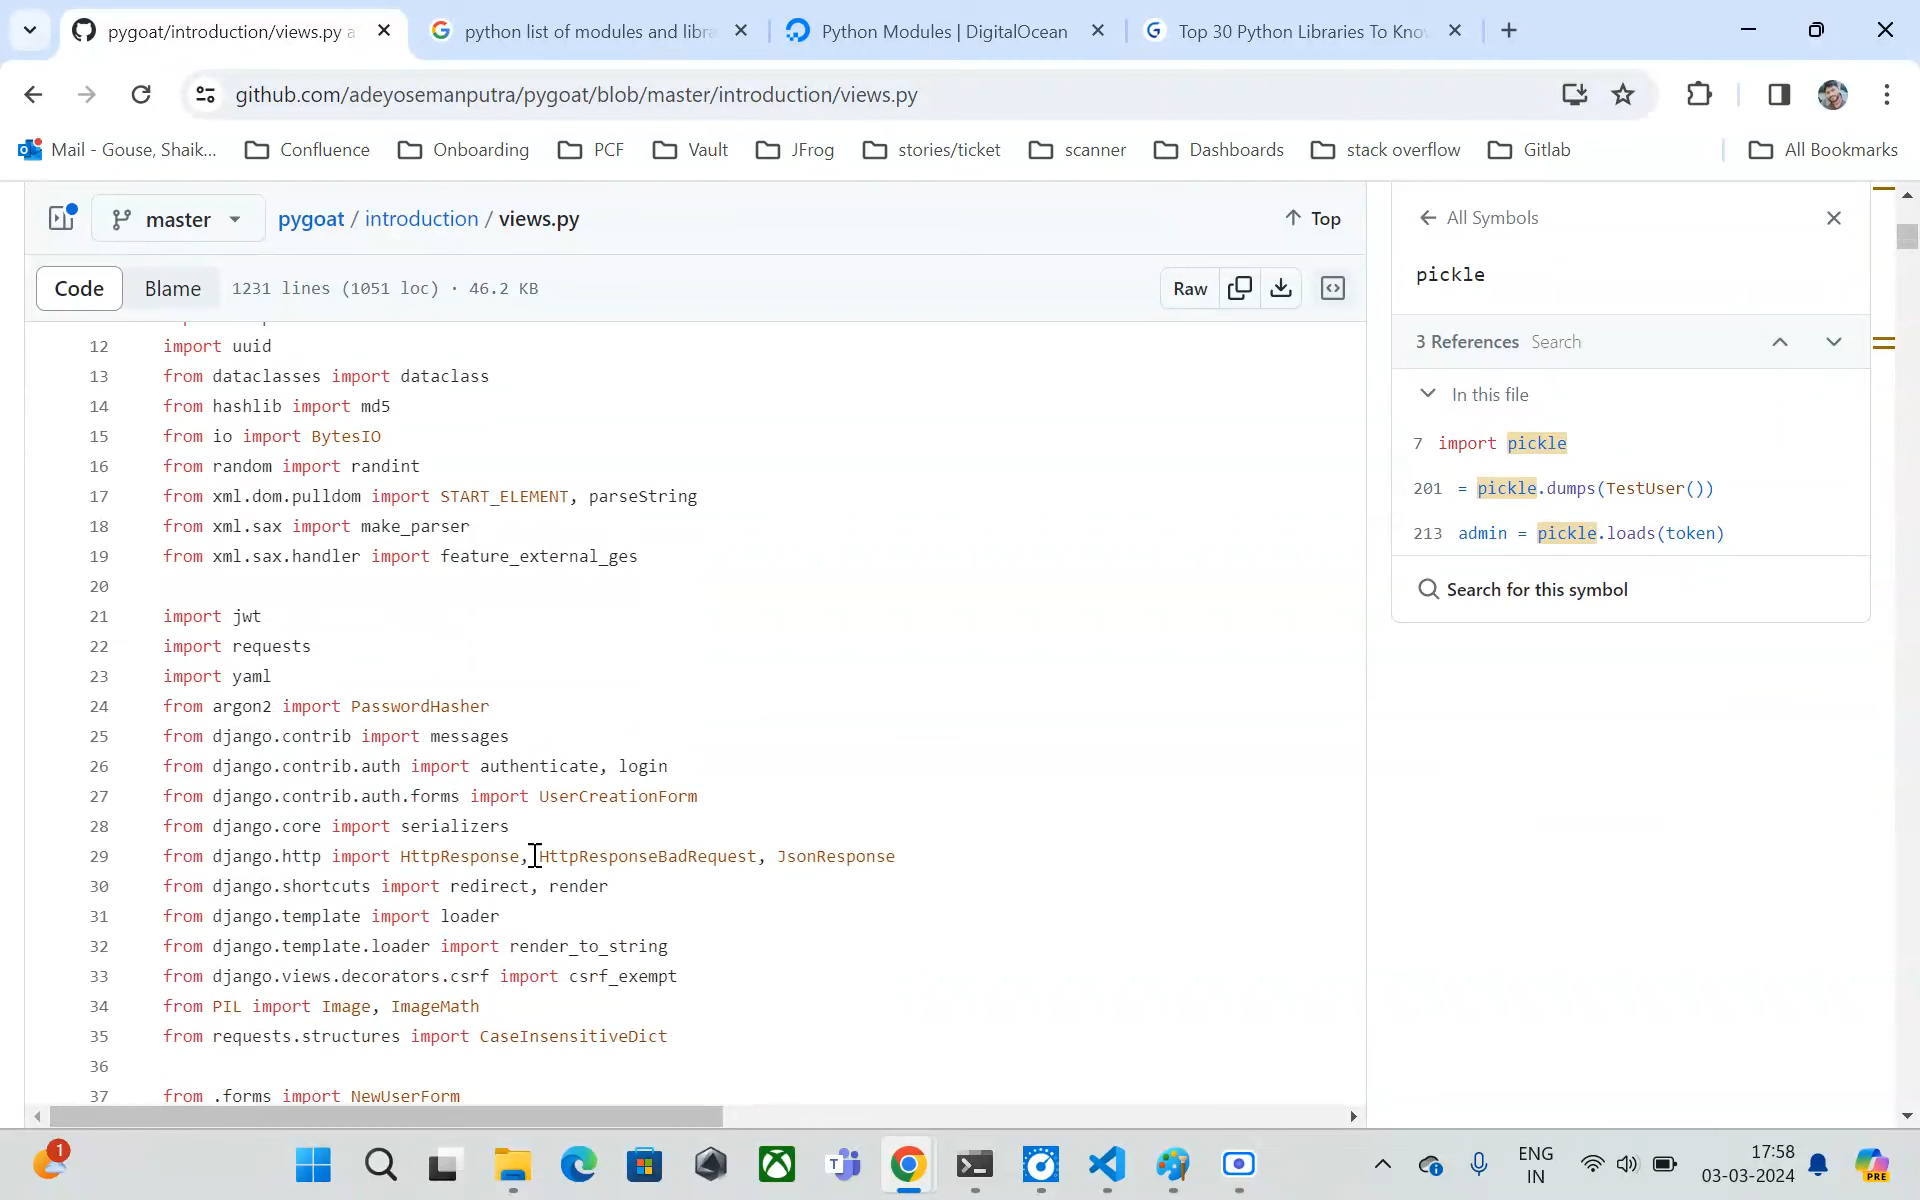 pygoat/introduction/views.py a
python list of modules and libra
Python Modules | DigitalOcean
Top 30 Python Libraries To Kno
github.com/adeyosemanputra/pygoat/blob/master/introduction/views.py
Mail - Gouse, Shaik...
Confluence
Onboarding
PCF
Vault
JFrog
stories/ticket
scanner
Dashboards
stack overflow
Gitlab
All Bookmarks
master
pygoat / introduction / views.py
Top
Code
Blame
1231 lines (1051 loc) · 46.2 KB
Raw
12 import uuid
13 from dataclasses import dataclass
14 from hashlib import md5
15 from io import BytesIO
16 from random import randint
17 from xml.dom.pulldom import START_ELEMENT, parseString
18 from xml.sax import make_parser
19 from xml.sax.handler import feature_external_ges
20
21 import jwt
22 import requests
23 import yaml
24 from argon2 import PasswordHasher
25 from django.contrib import messages
26 from django.contrib.auth import authenticate, login
27 from django.contrib.auth.forms import UserCreationForm
28 from django.core import serializers
29 from django.http import HttpResponse, HttpResponseBadRequest, JsonResponse
30 from django.shortcuts import redirect, render
31 from django.template import loader
32 from django.template.loader import render_to_string
33 from django.views.decorators.csrf import csrf_exempt
34 from PIL import Image, ImageMath
35 from requests.structures import CaseInsensitiveDict
36
37 from .forms import NewUserForm
All Symbols
pickle
3 References Search
In this file
7 import pickle
201 = pickle.dumps(TestUser())
213 admin = pickle.loads(token)
Search for this symbol
1
ENG
IN
17:58
03-03-2024
PRE